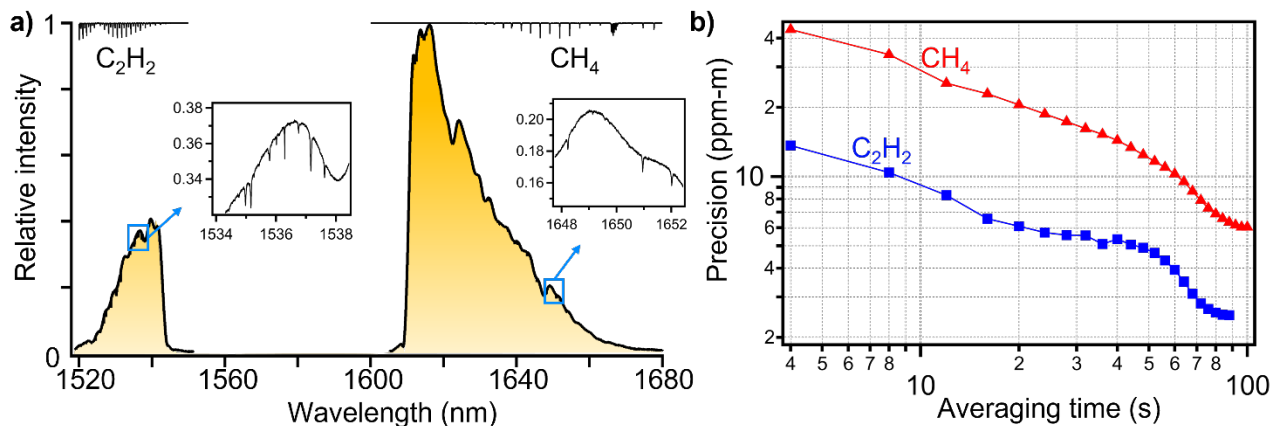 a)
Relative intensity
1
0
C₂H₂
CH₄
0.38
0.36
0.34
1534 1536 1538
0.20
0.18
0.16
1648 1650 1652
1520 1560 1600 1640 1680
Wavelength (nm)
b)
Precision (ppm-m)
4
2
10
8
6
4
2
CH₄
C₂H₂
4 5 6 7 8 10 2 3 4 5 6 7 8 100
Averaging time (s)